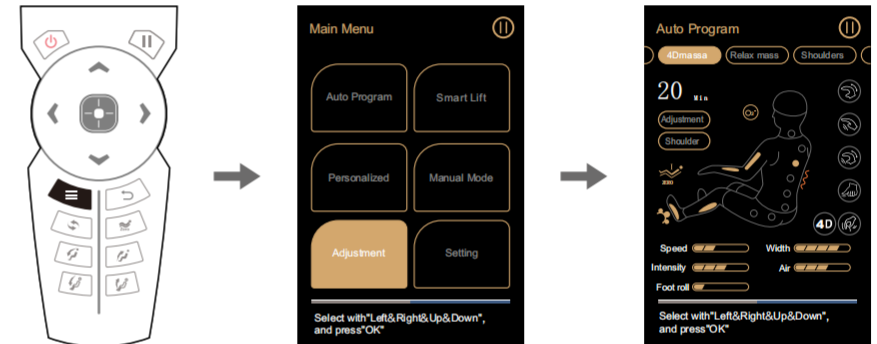 Main Menu
Auto Program
Smart Lift
Personalized
Manual Mode
Adjustment
Setting
Select with"Left&Right&Up&Down",
and press"OK"
Auto Program
4Dmassa
Relax mass
Shoulders
20 Min
Adjustment
Shoulder
ZERO
4D
Speed
Width
Intensity
Air
Foot roll
Select with"Left&Right&Up&Down",
and press"OK"